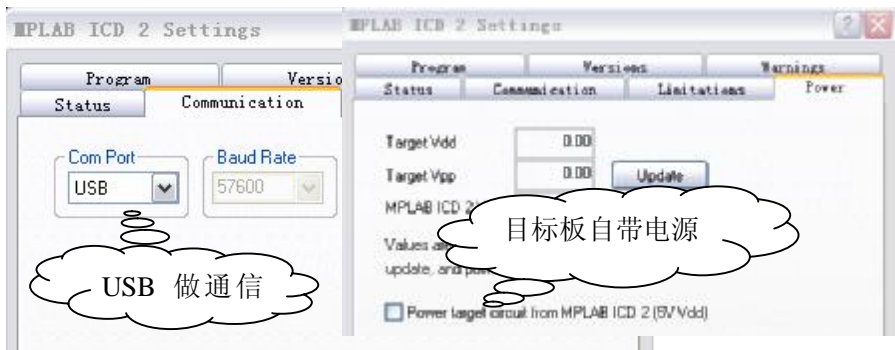 MPLAB ICD 2 Settings
Program Versio
Status Communication
Com Port Baud Rate
USB 57600
USB 做通信
MPLAB ICD 2 Settings
Program Versions Warnings
Status Communication Limitations Power
Target Vdd 0.00
Target Vpp 0.00 Update
MPLAB ICD 2
目标板自带电源
Values
update, and
Power target circuit from MPLAB ICD 2 (5V Vdd)